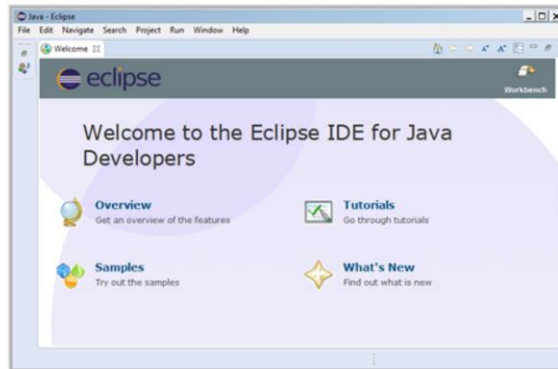 Java - Eclipse
File Edit Navigate Search Project Run Window Help
Welcome
eclipse
Workbench
Welcome to the Eclipse IDE for Java
Developers
Overview
Get an overview of the features
Tutorials
Go through tutorials
Samples
Try out the samples
What's New
Find out what is new